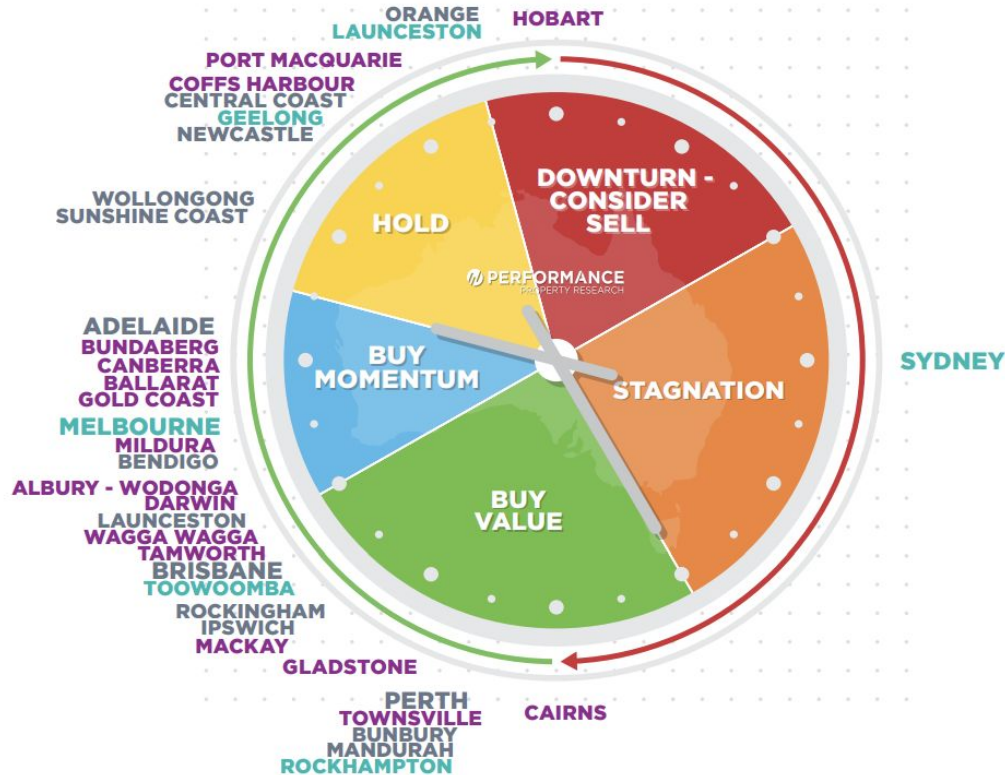 ORANGE
LAUNCESTON
HOBART
PORT MACQUARIE
COFFS HARBOUR
CENTRAL COAST
GEELONG
NEWCASTLE
WOLLONGONG
SUNSHINE COAST
HOLD
DOWNTURN -
CONSIDER
SELL
PERFORMANCE
PROPERTY RESEARCH
ADELAIDE
BUNDABERG
CANBERRA
BALLARAT
GOLD COAST
BUY
MOMENTUM
STAGNATION
SYDNEY
MELBOURNE
MILDURA
BENDIGO
ALBURY - WODONGA
DARWIN
LAUNCESTON
WAGGA WAGGA
TAMWORTH
BRISBANE
TOOWOOMBA
BUY
VALUE
ROCKINGHAM
IPSWICH
MACKAY
GLADSTONE
PERTH
TOWNSVILLE
BUNBURY
MANDURAH
ROCKHAMPTON
CAIRNS